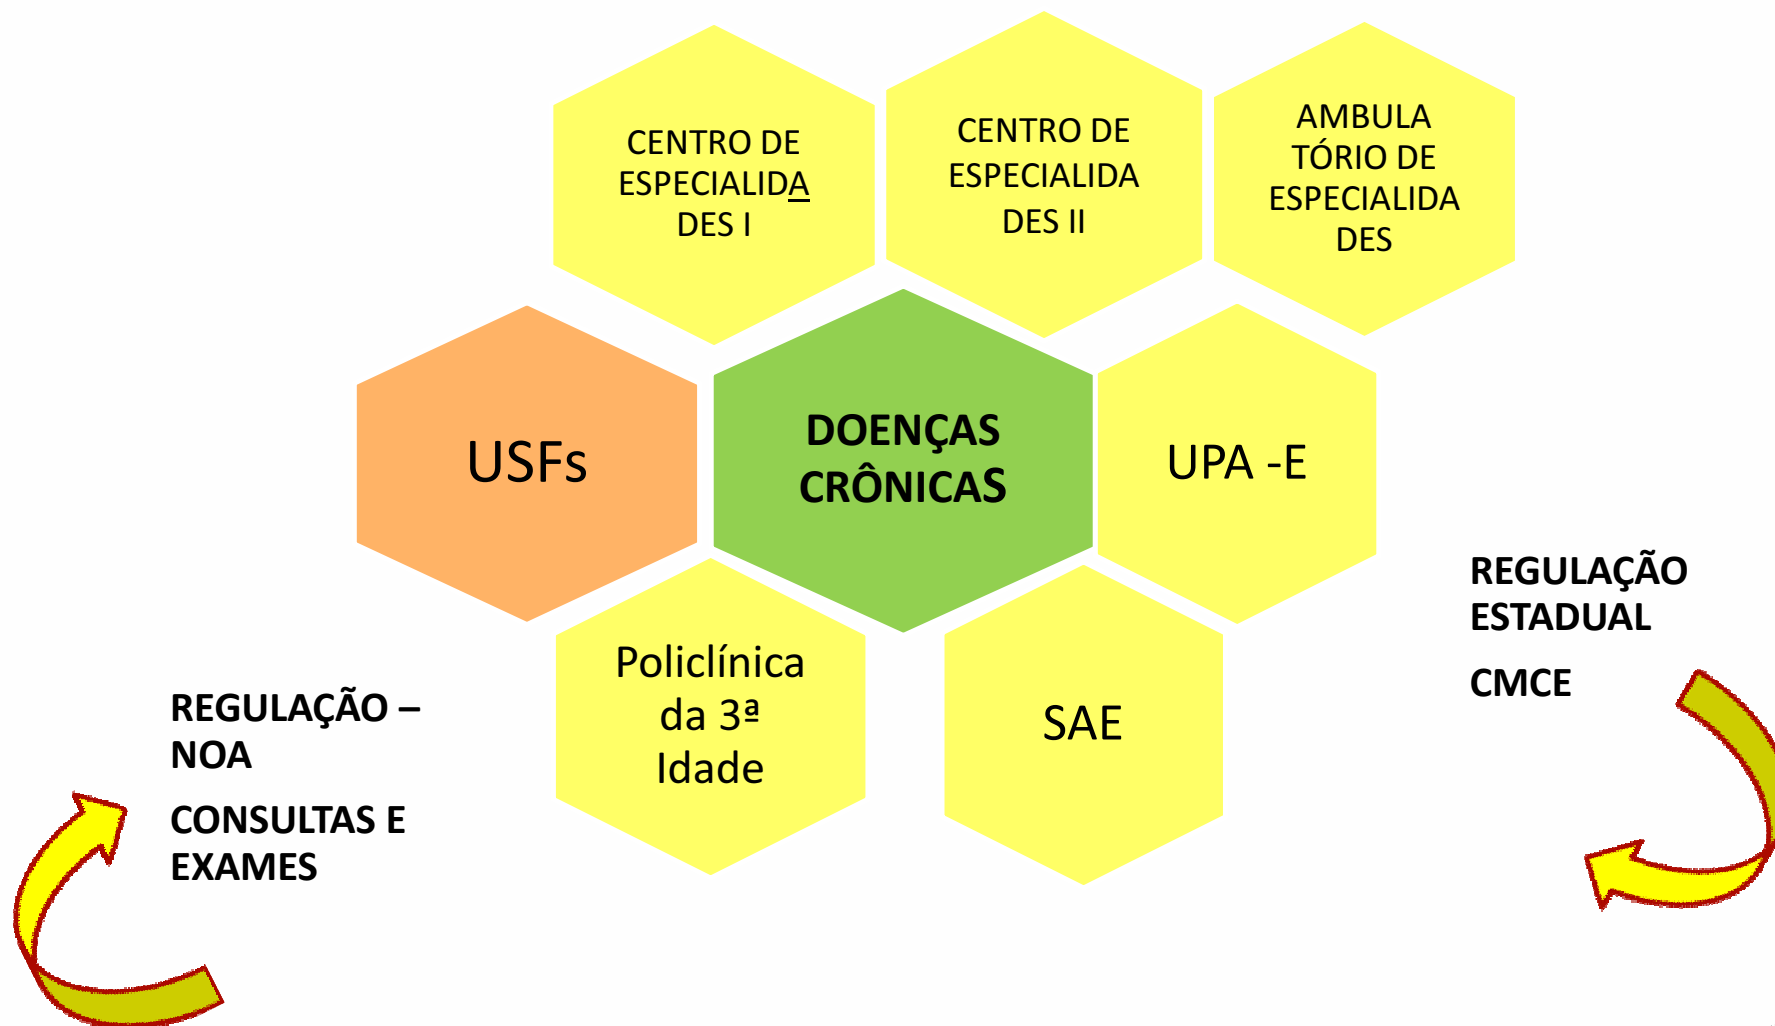 CENTRO DE
ESPECIALIDA
DES I
CENTRO DE
ESPECIALIDA
DES II
AMBULA
TÓRIO DE
ESPECIALIDA
DES
USFs
DOENÇAS
CRÔNICAS
UPA -E
Policlínica
da 3ª
Idade
SAE
REGULAÇÃO
ESTADUAL
CMCE
REGULAÇÃO –
NOA
CONSULTAS E
EXAMES